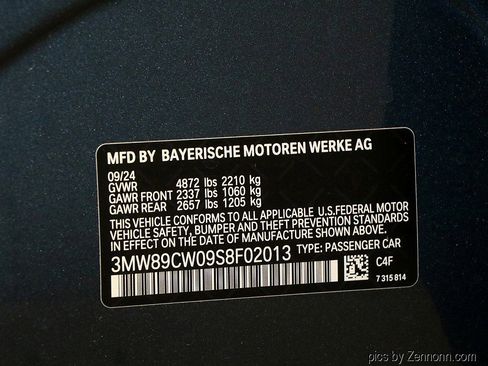 MFD BY BAYERISCHE MOTOREN WERKE AG
09/24
GVWR 4872 lbs 2210 kg
GAWR FRONT 2337 lbs 1060 kg
GAWR REAR 2657 lbs 1205 kg
THIS VEHICLE CONFORMS TO ALL APPLICABLE U.S.FEDERAL MOTOR
VEHICLE SAFETY, BUMPER, AND THEFT PREVENTION STANDARDS
IN EFFECT ON THE DATE OF MANUFACTURE SHOWN ABOVE.
3MW89CW09S8F02013 TYPE: PASSENGER CAR
C4F
7 315 814
pics by Zennonn.com